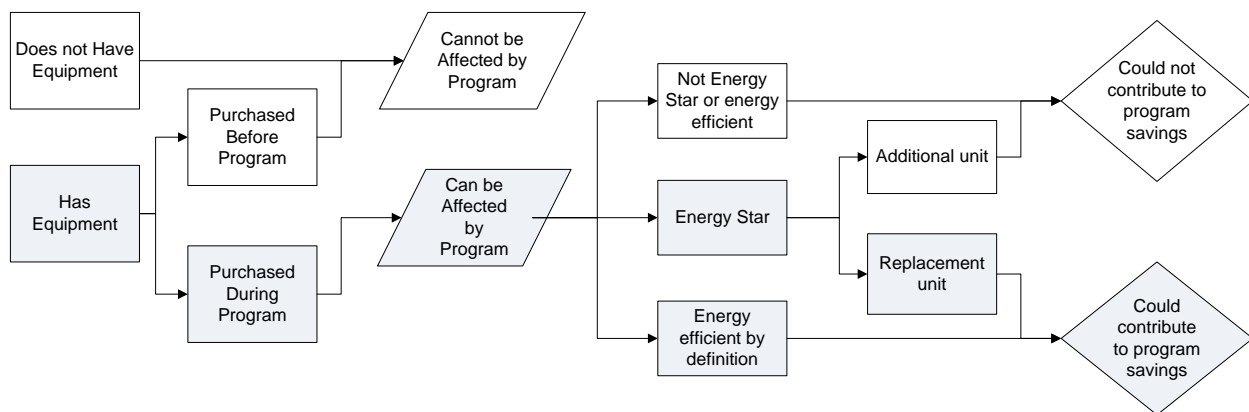 Does not Have
Equipment
Cannot be
Affected by
Program
Purchased
Before
Program
Has
Equipment
Purchased
During
Program
Can be
Affected
by
Program
Not Energy
Star or energy
efficient
Energy Star
Energy
efficient by
definition
Additional unit
Replacement
unit
Could not
contribute to
program
savings
Could
contribute
to program
savings